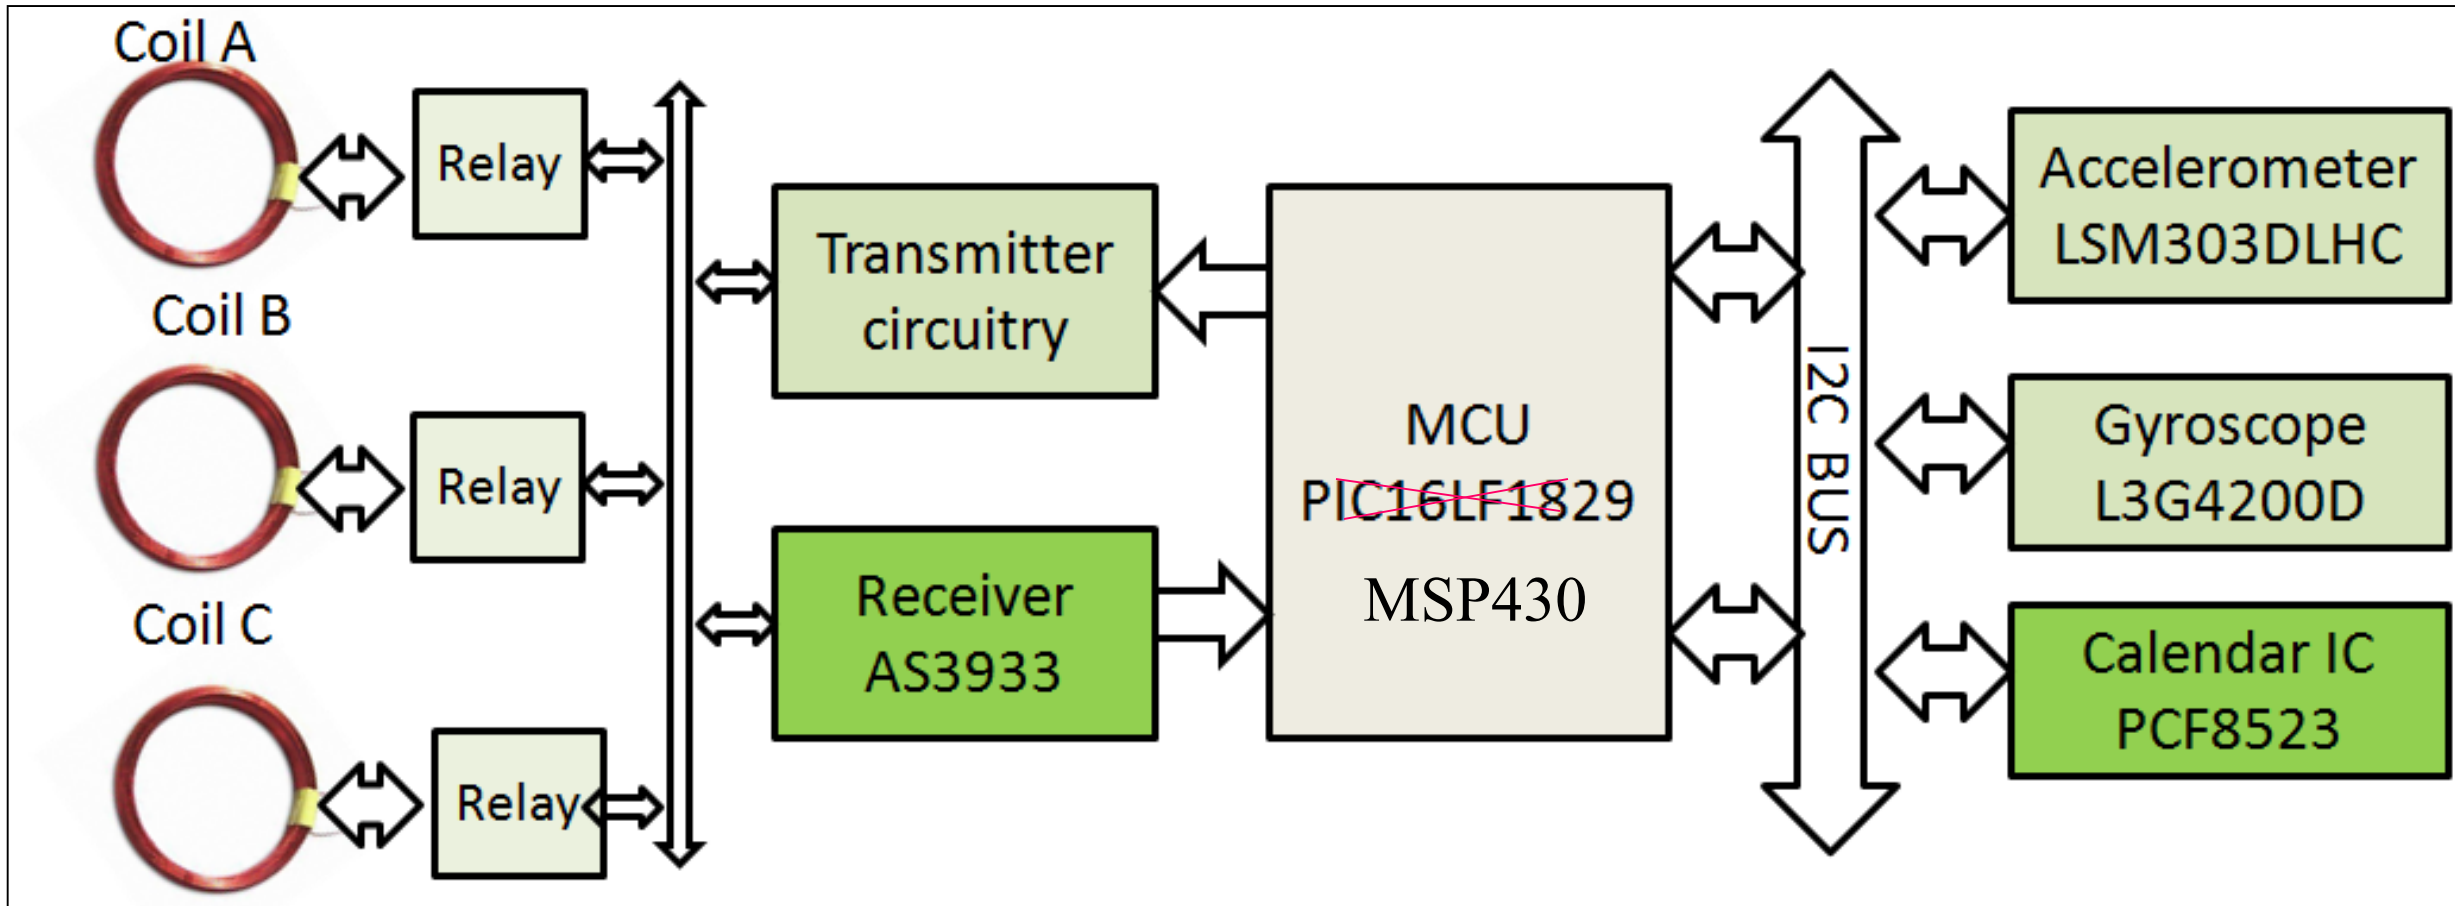 Coil A
Relay
Coil B
Relay
Coil C
Relay
Transmitter
circuitry
Receiver
AS3933
MCU
PIC16LF1829
MSP430
I2C BUS
Accelerometer
LSM303DLHC
Gyroscope
L3G4200D
Calendar IC
PCF8523